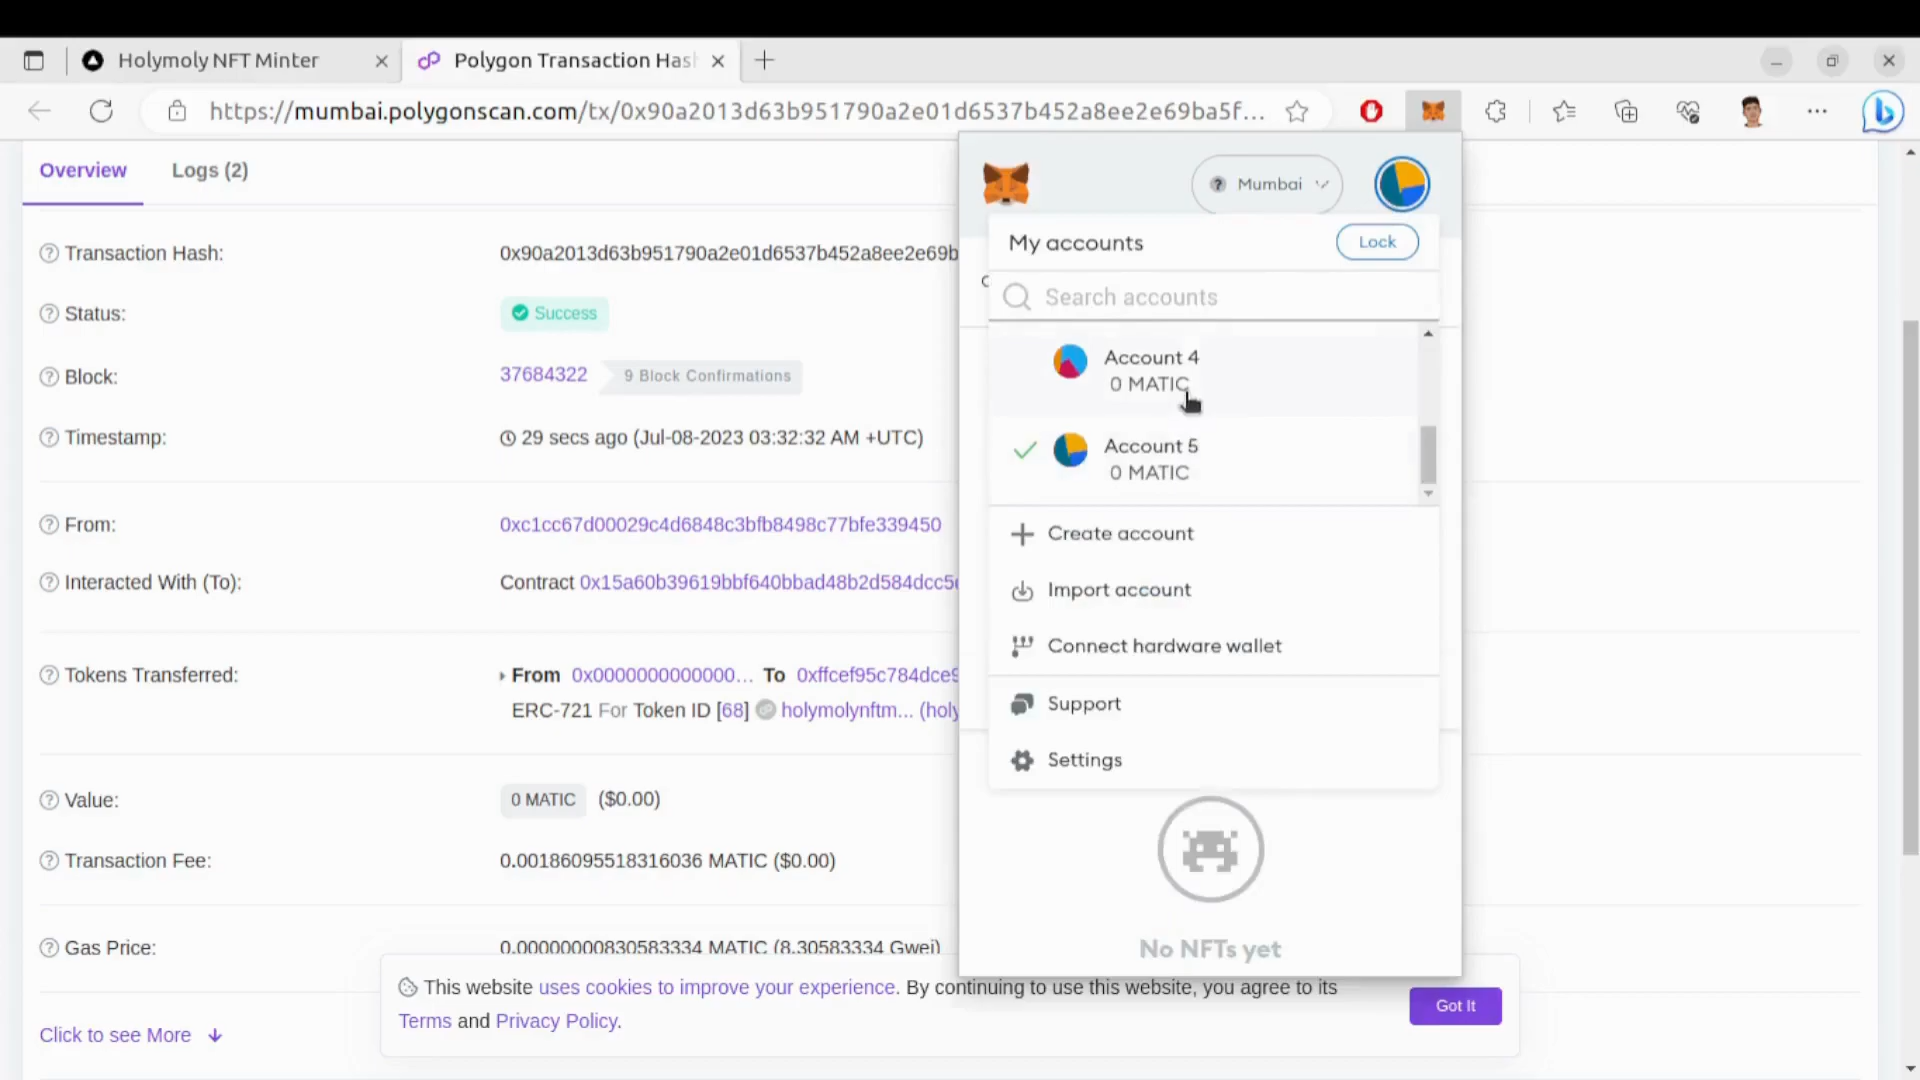 Holymoly NFT Minter
Polygon Transaction Has
https://mumbai.polygonscan.com/tx/0x90a2013d63b951790a2e01d6537b452a8ee2e69ba5f...
Overview
Logs (2)
Transaction Hash:
0x90a2013d63b951790a2e01d6537b452a8ee2e69b
Status:
Success
Block:
37684322
9 Block Confirmations
Timestamp:
29 secs ago (Jul-08-2023 03:32:32 AM +UTC)
From:
0xc1cc67d00029c4d6848c3bfb8498c77bfe339450
Interacted With (To):
Contract 0x15a60b39619bbf640bbad48b2d584dcc5
Tokens Transferred:
From 0x0000000000000... To 0xffcef95c784dce9
ERC-721 For Token ID [68] holymolynftm... (holy
Value:
0 MATIC ($0.00)
Transaction Fee:
0.00186095518316036 MATIC ($0.00)
Gas Price:
0.00000000830583334 MATIC (8.30583334 Gwei)
Click to see More
Mumbai
My accounts
Lock
Search accounts
Account 4
0 MATIC
Account 5
0 MATIC
Create account
Import account
Connect hardware wallet
Support
Settings
No NFTs yet
This website uses cookies to improve your experience. By continuing to use this website, you agree to its
Terms and Privacy Policy.
Got It